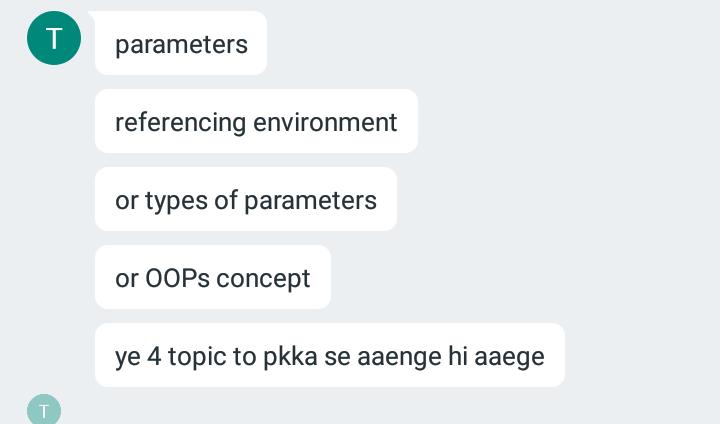 T
parameters
referencing environment
or types of parameters
or OOPs concept
ye 4 topic to pkka se aaenge hi aaege
T